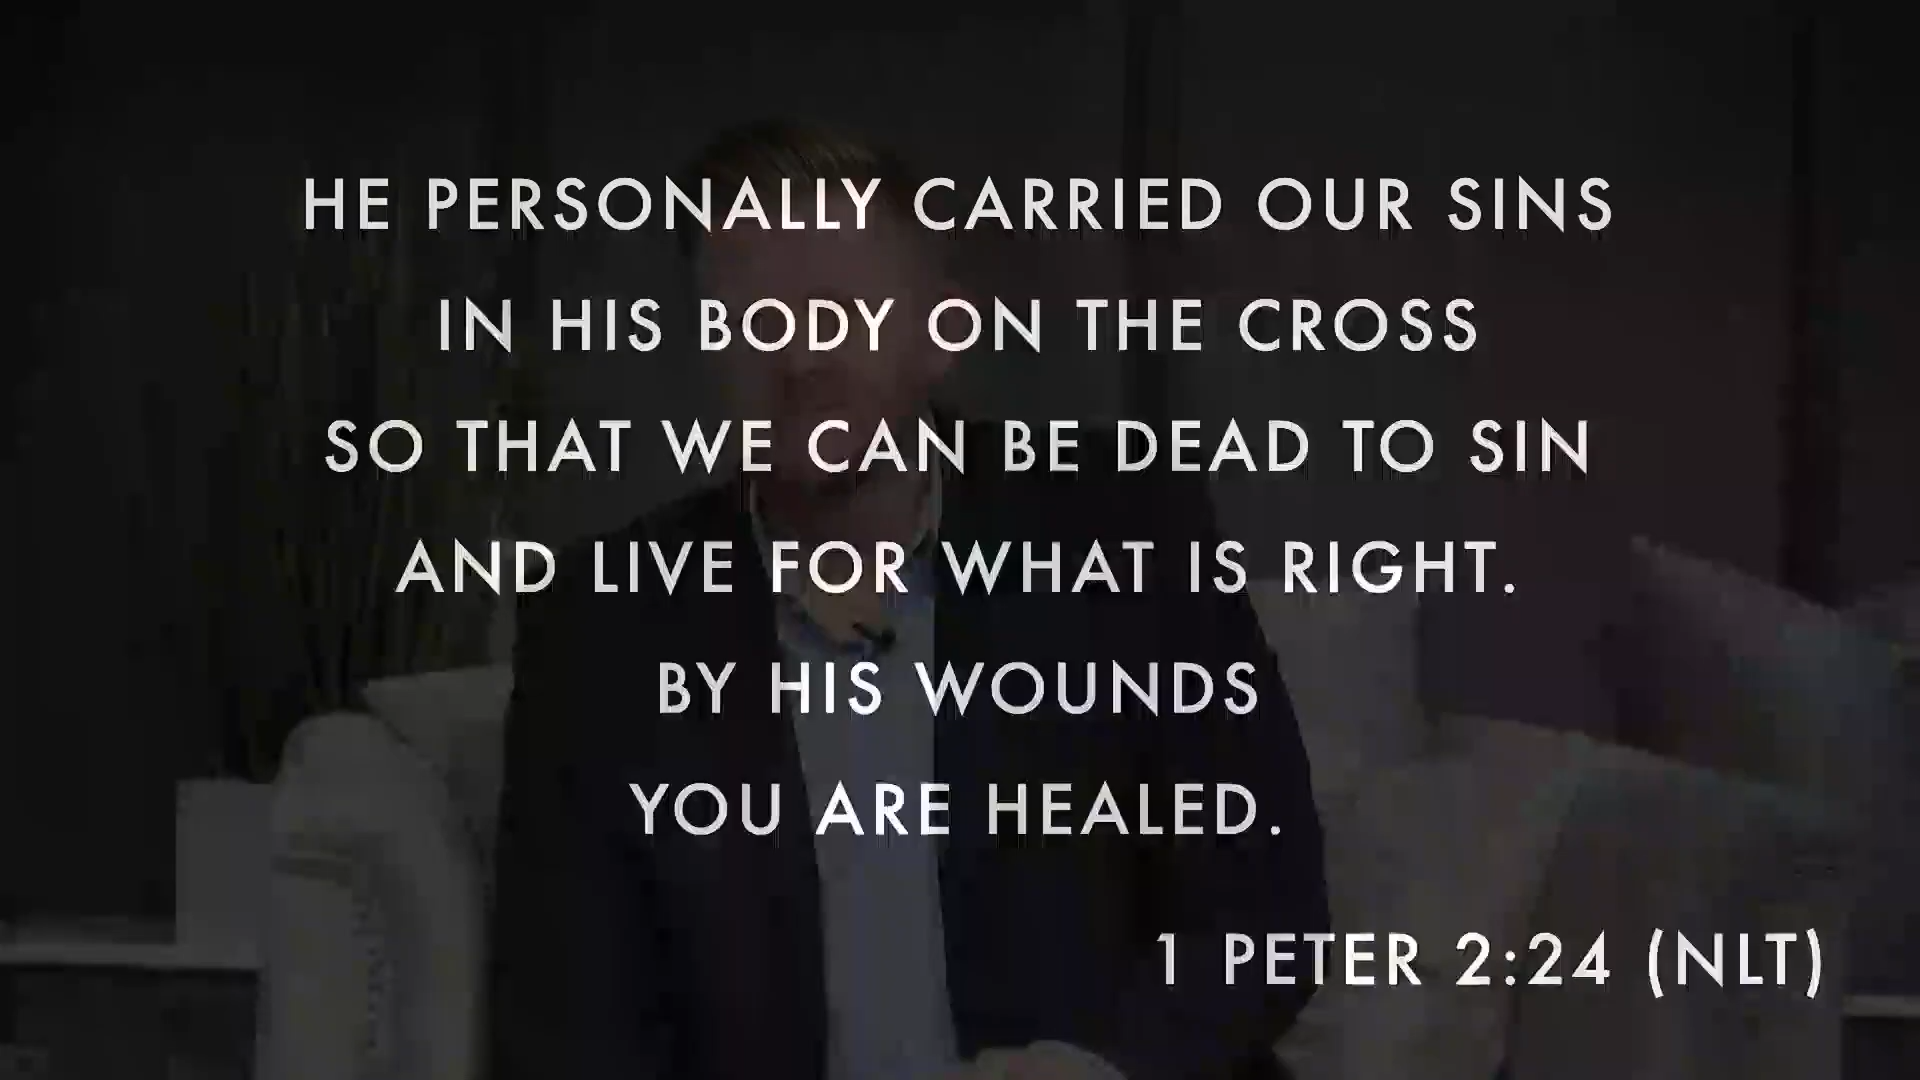 HE PERSONALLY CARRIED OUR SINS
IN HIS BODY ON THE CROSS
SO THAT WE CAN BE DEAD TO SIN
AND LIVE FOR WHAT IS RIGHT.
BY HIS WOUNDS
YOU ARE HEALED.
1 PETER 2:24 (NLT)